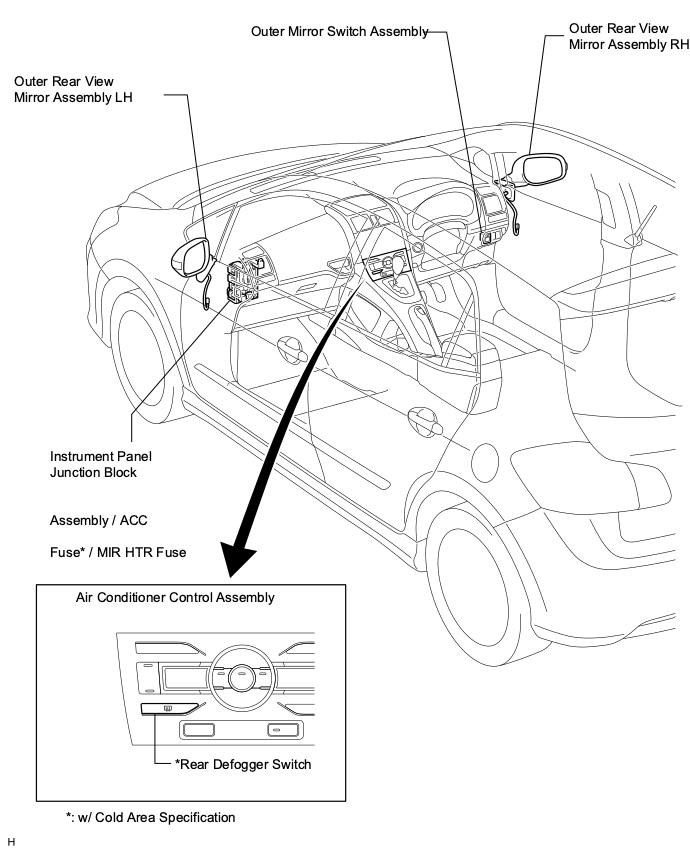 Outer Mirror Switch Assembly
Outer Rear View
Mirror Assembly RH
Outer Rear View
Mirror Assembly LH
Instrument Panel
Junction Block
Assembly / ACC
Fuse* / MIR HTR Fuse
Air Conditioner Control Assembly
*Rear Defogger Switch
*: w/ Cold Area Specification
H